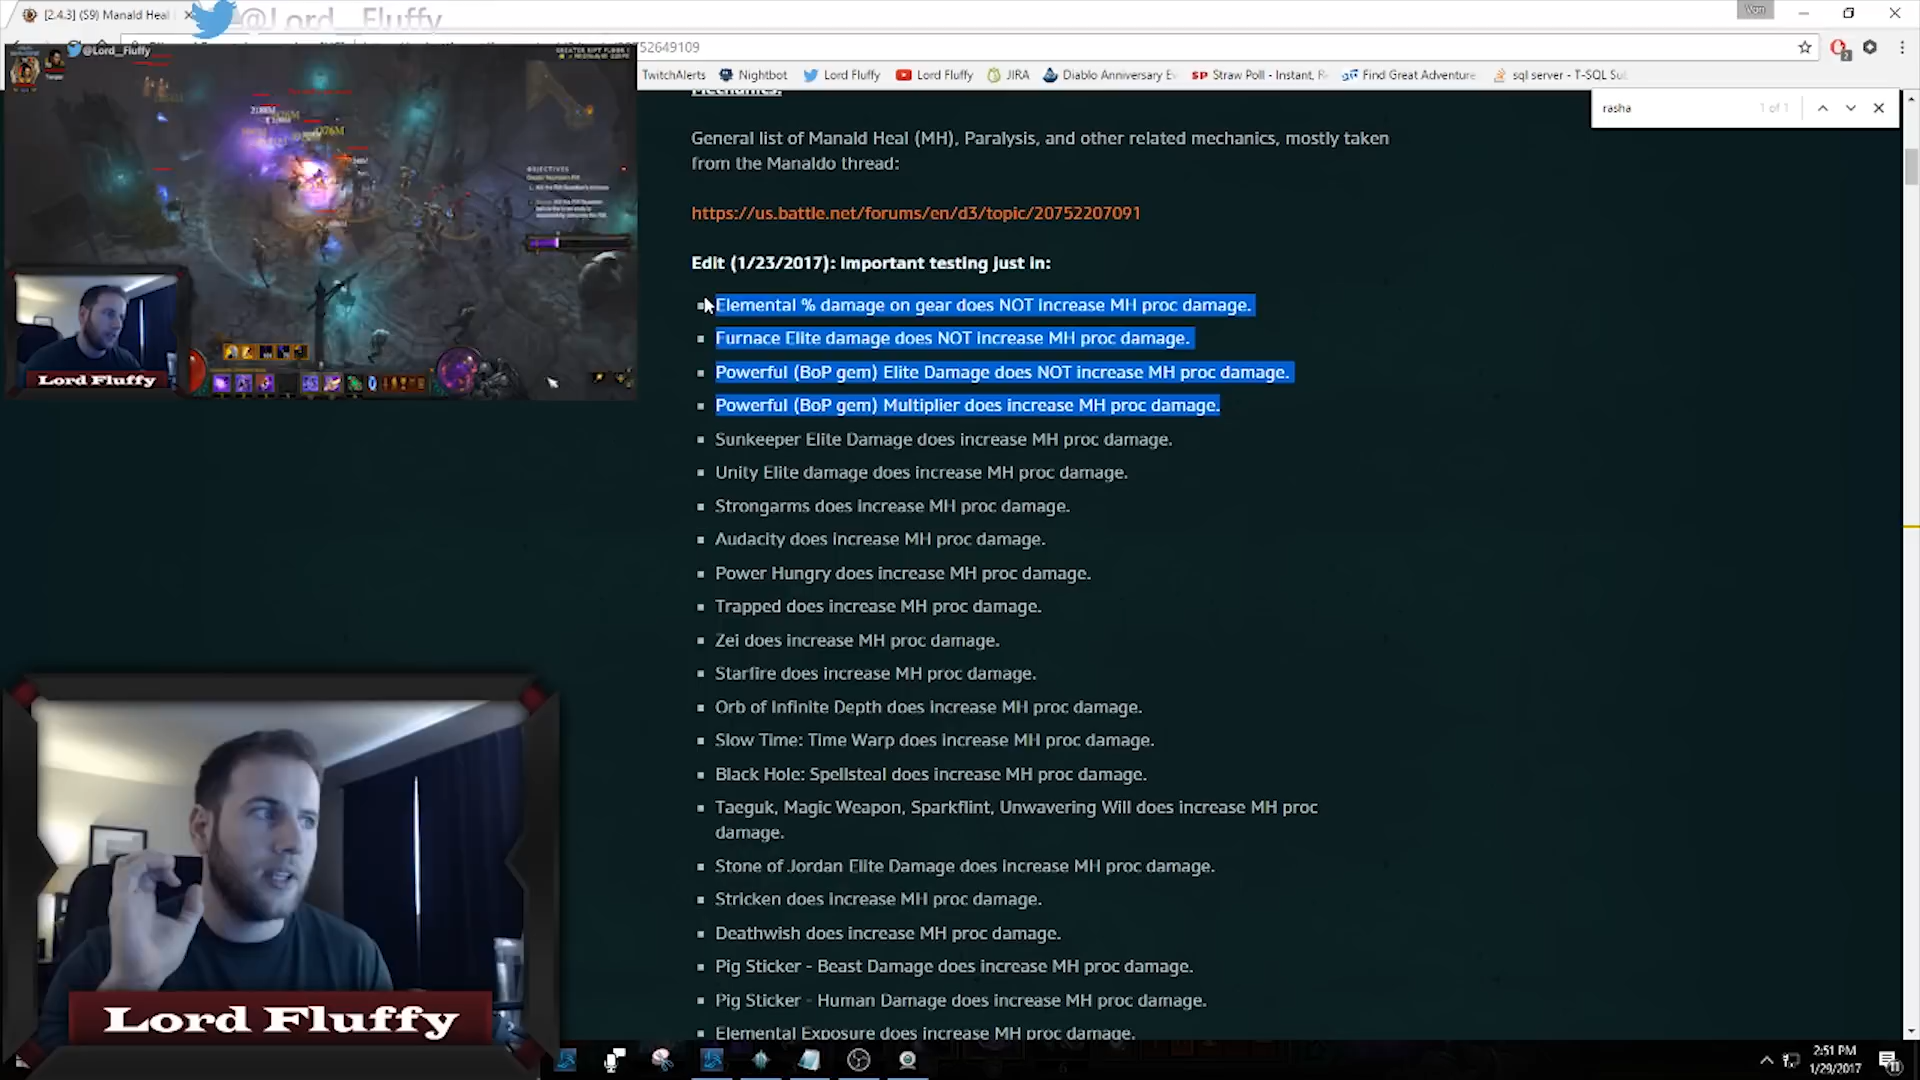 [2.4.3] (S9) Manald Heal
@Lord_Fluffy
Van
52649109
TwitchAlerts
Nightbot
Lord Fluffy
Lord Fluffy
JIRA
Diablo Anniversary E
Straw Poll - Instant, R
Find Great Adventure
sql server - T-SQL Su
rasha
1 of 1
@Lord_Fluffy
OBJECTIVES
Lord Fluffy
Mechanics:
General list of Manald Heal (MH), Paralysis, and other related mechanics, mostly taken
from the Manaldo thread:
https://us.battle.net/forums/en/d3/topic/20752207091
Edit (1/23/2017): Important testing just in:
Elemental % damage on gear does NOT increase MH proc damage.
Furnace Elite damage does NOT increase MH proc damage.
Powerful (BoP gem) Elite Damage does NOT increase MH proc damage.
Powerful (BoP gem) Multiplier does increase MH proc damage.
Sunkeeper Elite Damage does increase MH proc damage.
Unity Elite damage does increase MH proc damage.
Strongarms does increase MH proc damage.
Audacity does increase MH proc damage.
Power Hungry does increase MH proc damage.
Trapped does increase MH proc damage.
Zei does increase MH proc damage.
Starfire does increase MH proc damage.
Orb of Infinite Depth does increase MH proc damage.
Slow Time: Time Warp does increase MH proc damage.
Black Hole: Spellsteal does increase MH proc damage.
Taeguk, Magic Weapon, Sparkflint, Unwavering Will does increase MH proc
damage.
Stone of Jordan Elite Damage does increase MH proc damage.
Stricken does increase MH proc damage.
Deathwish does increase MH proc damage.
Pig Sticker - Beast Damage does increase MH proc damage.
Pig Sticker - Human Damage does increase MH proc damage.
Elemental Exposure does increase MH proc damage.
Lord Fluffy
2:51 PM
1/29/2017